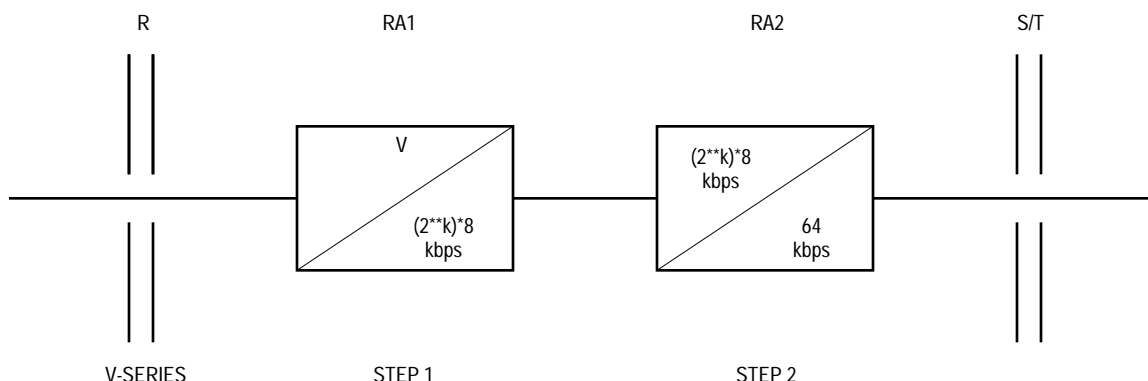 R RA1 RA2 S/T
V
(2**k)*8
kbps
(2**k)*8
kbps
64
kbps
V-SERIES STEP 1 STEP 2